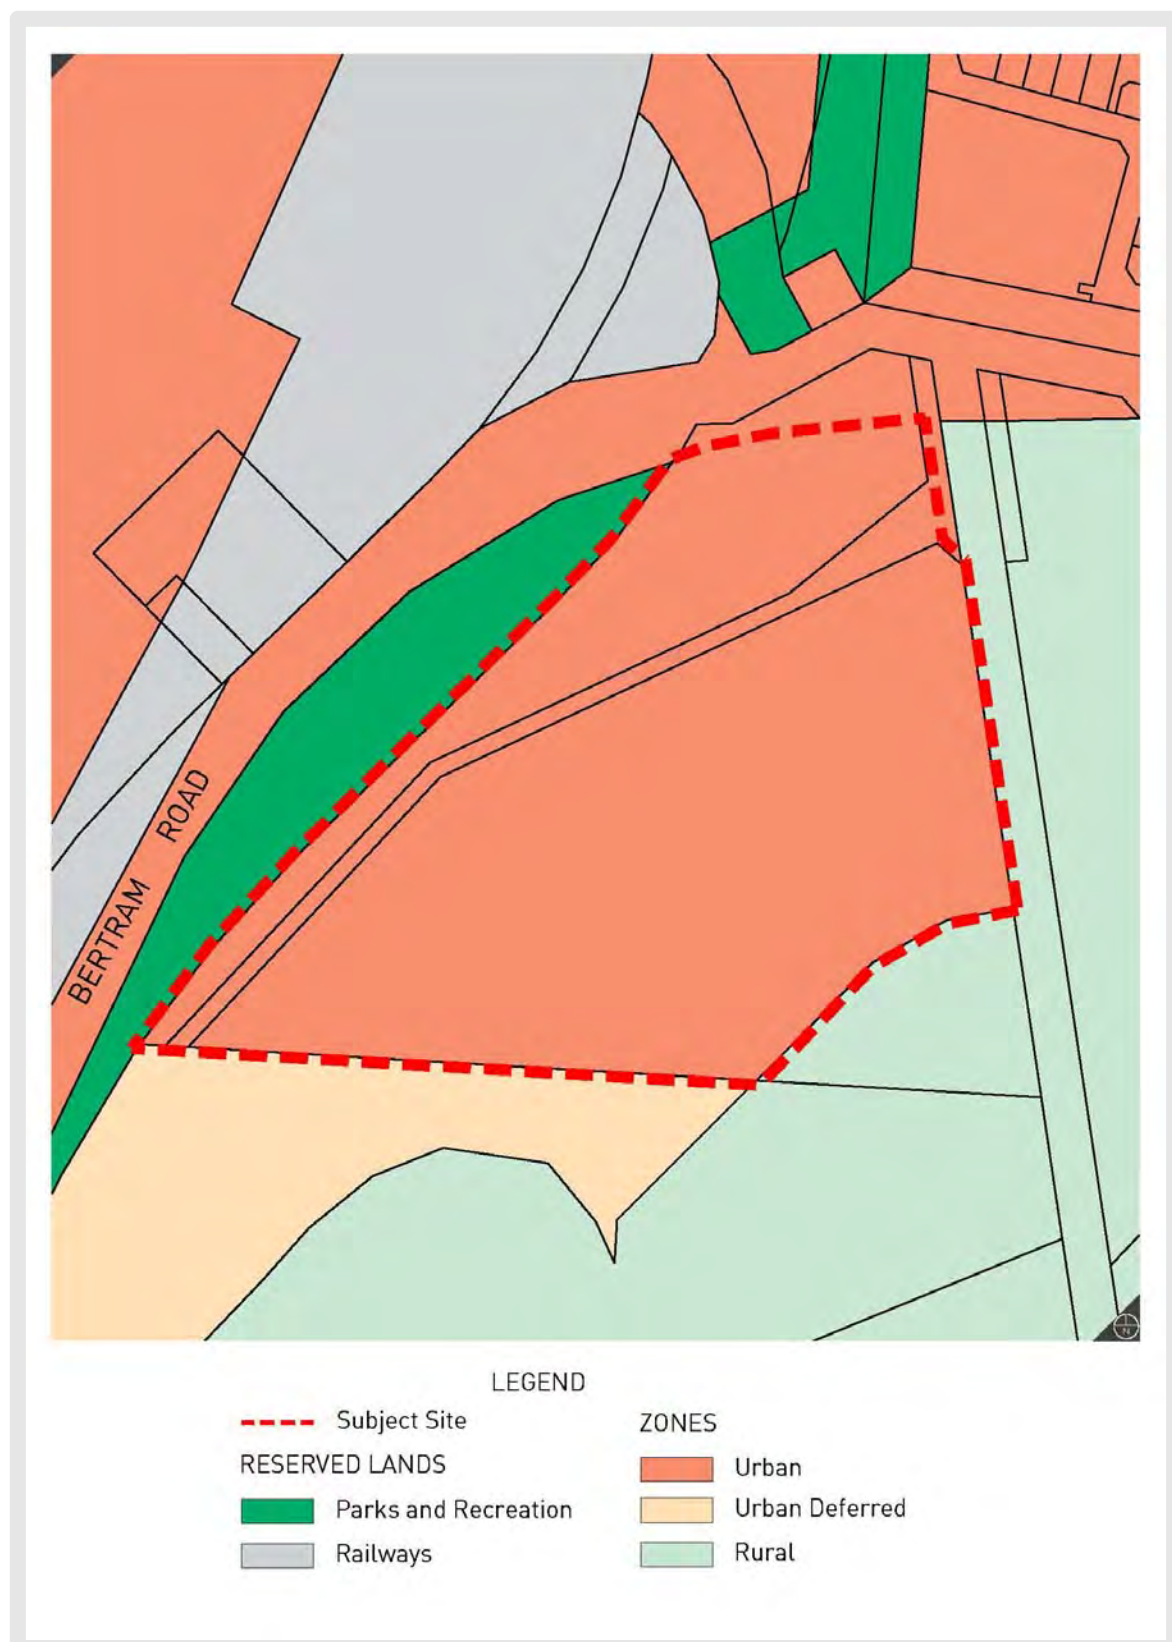 BERTRAM ROAD
N
LEGEND
Subject Site
RESERVED LANDS
Parks and Recreation
Railways
ZONES
Urban
Urban Deferred
Rural